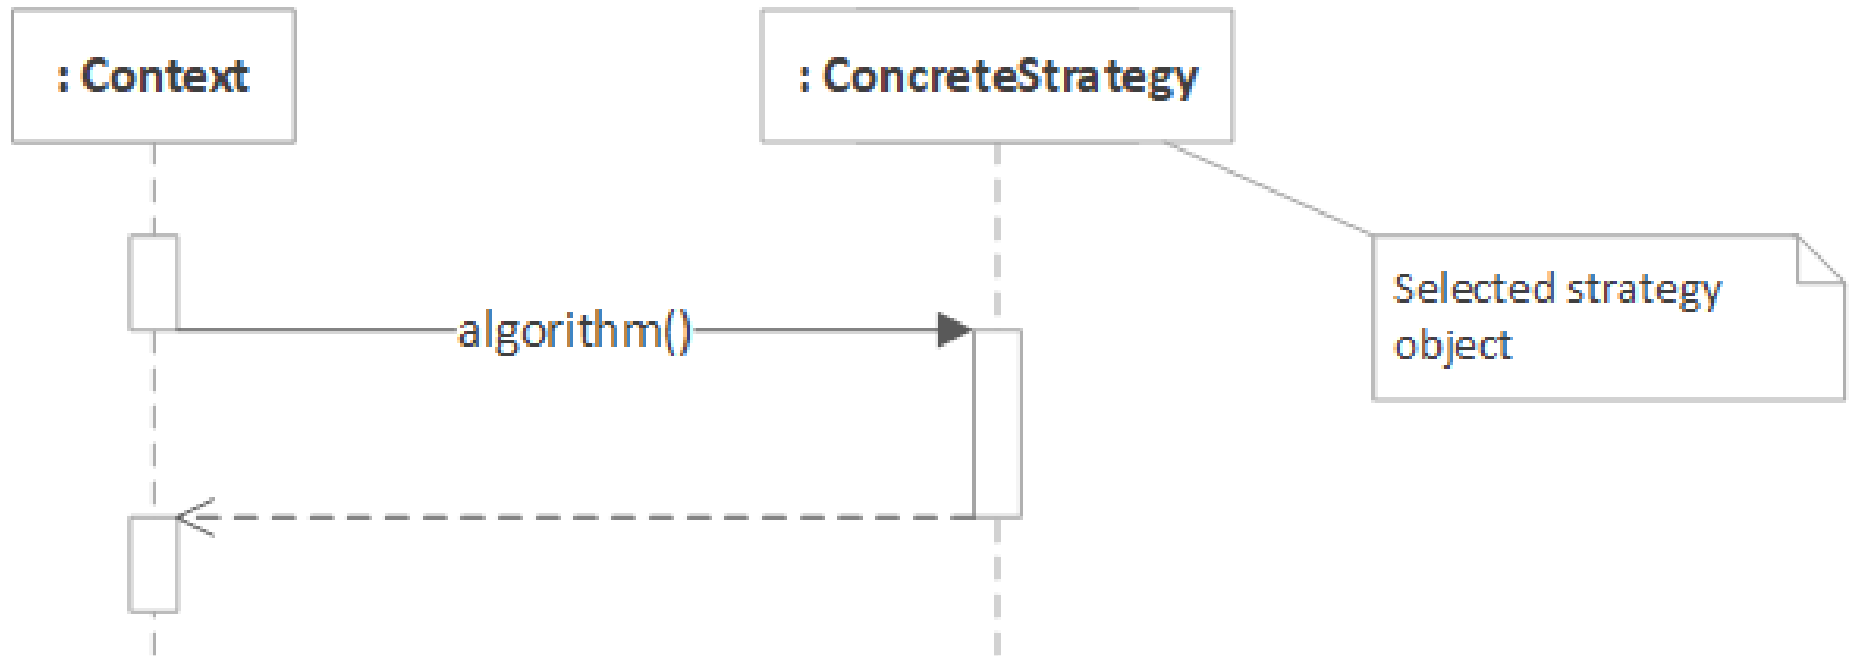 : Context
: ConcreteStrategy
Selected strategy
object
algorithm()